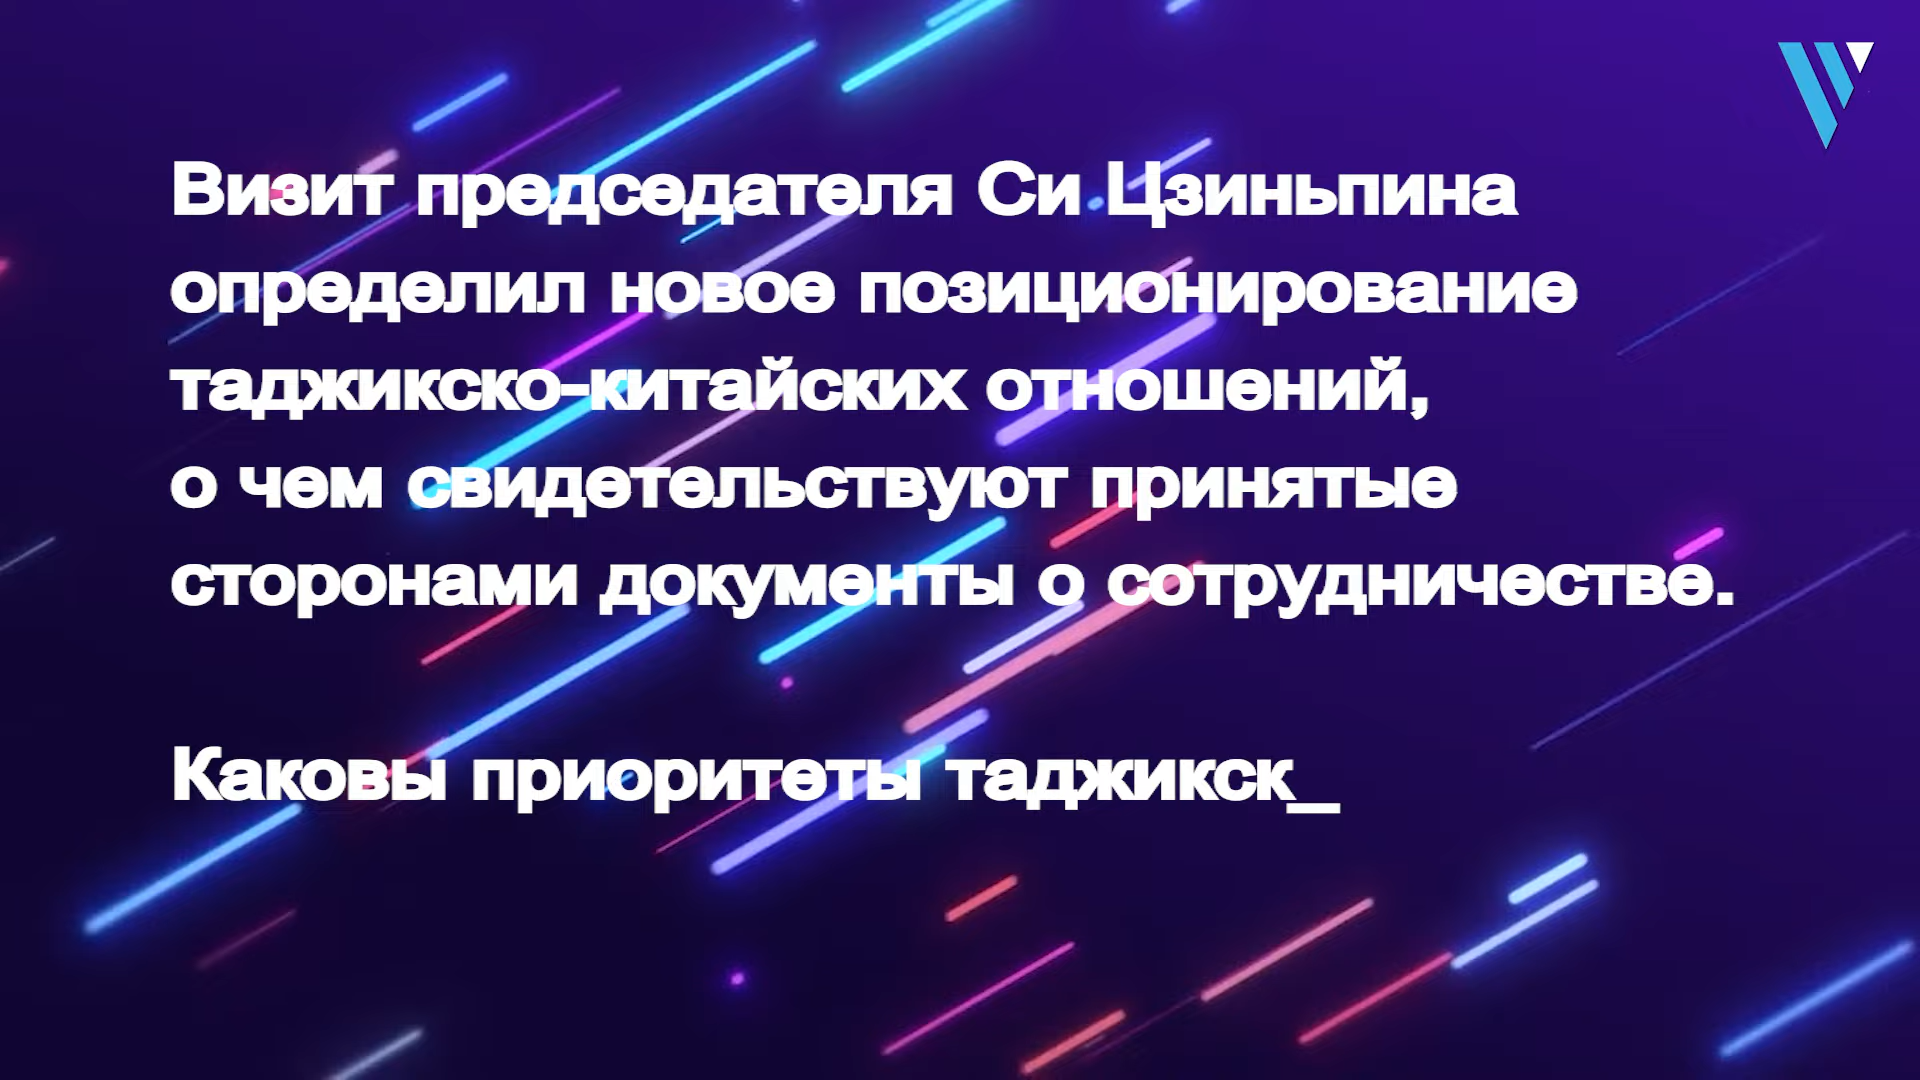 Визит председателя Си Цзиньпина
определил новое позиционирование
таджикско-китайских отношений,
о чем свидетельствуют принятые
сторонами документы о сотрудничестве.
Каковы приоритеты таджикск_